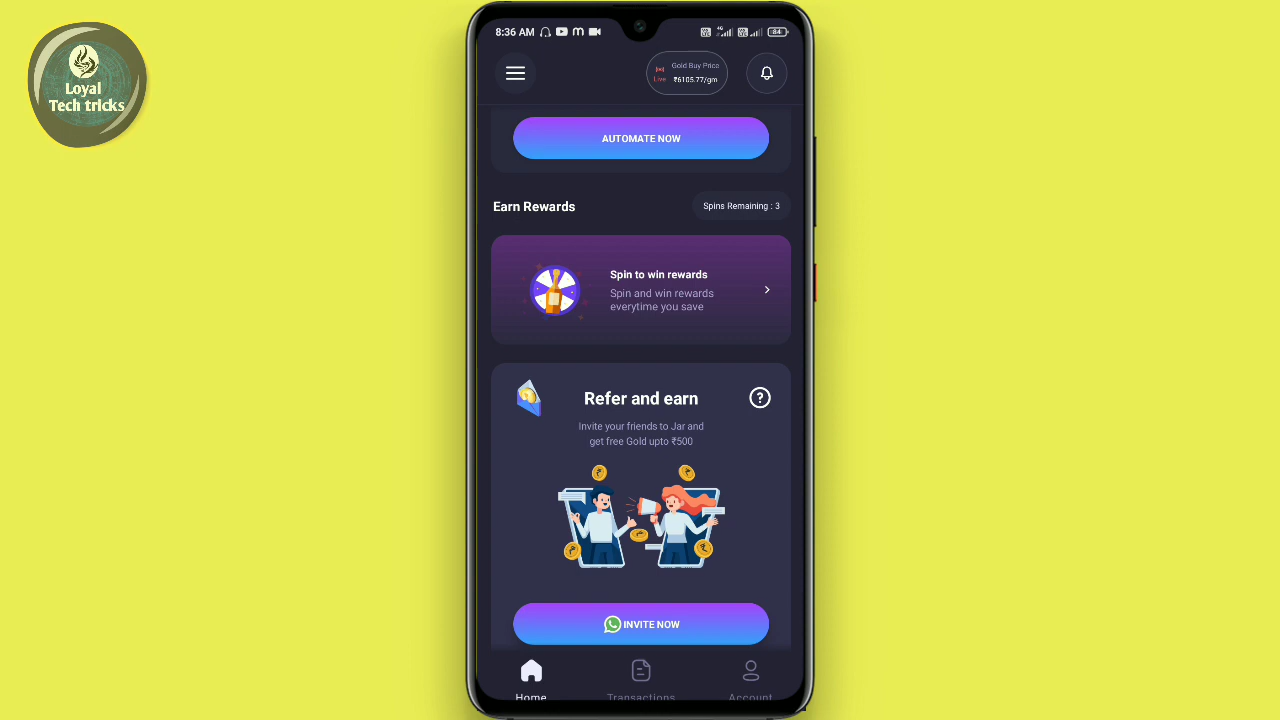 Loyal
Tech tricks
8:36 AM
84
Gold Buy Price
Live
₹6105.77/gm
AUTOMATE NOW
Earn Rewards
Spins Remaining : 3
Spin to win rewards
Spin and win rewards
everytime you save
Refer and earn
?
Invite your friends to Jar and
get free Gold upto ₹500
INVITE NOW
Home
Transactions
Account